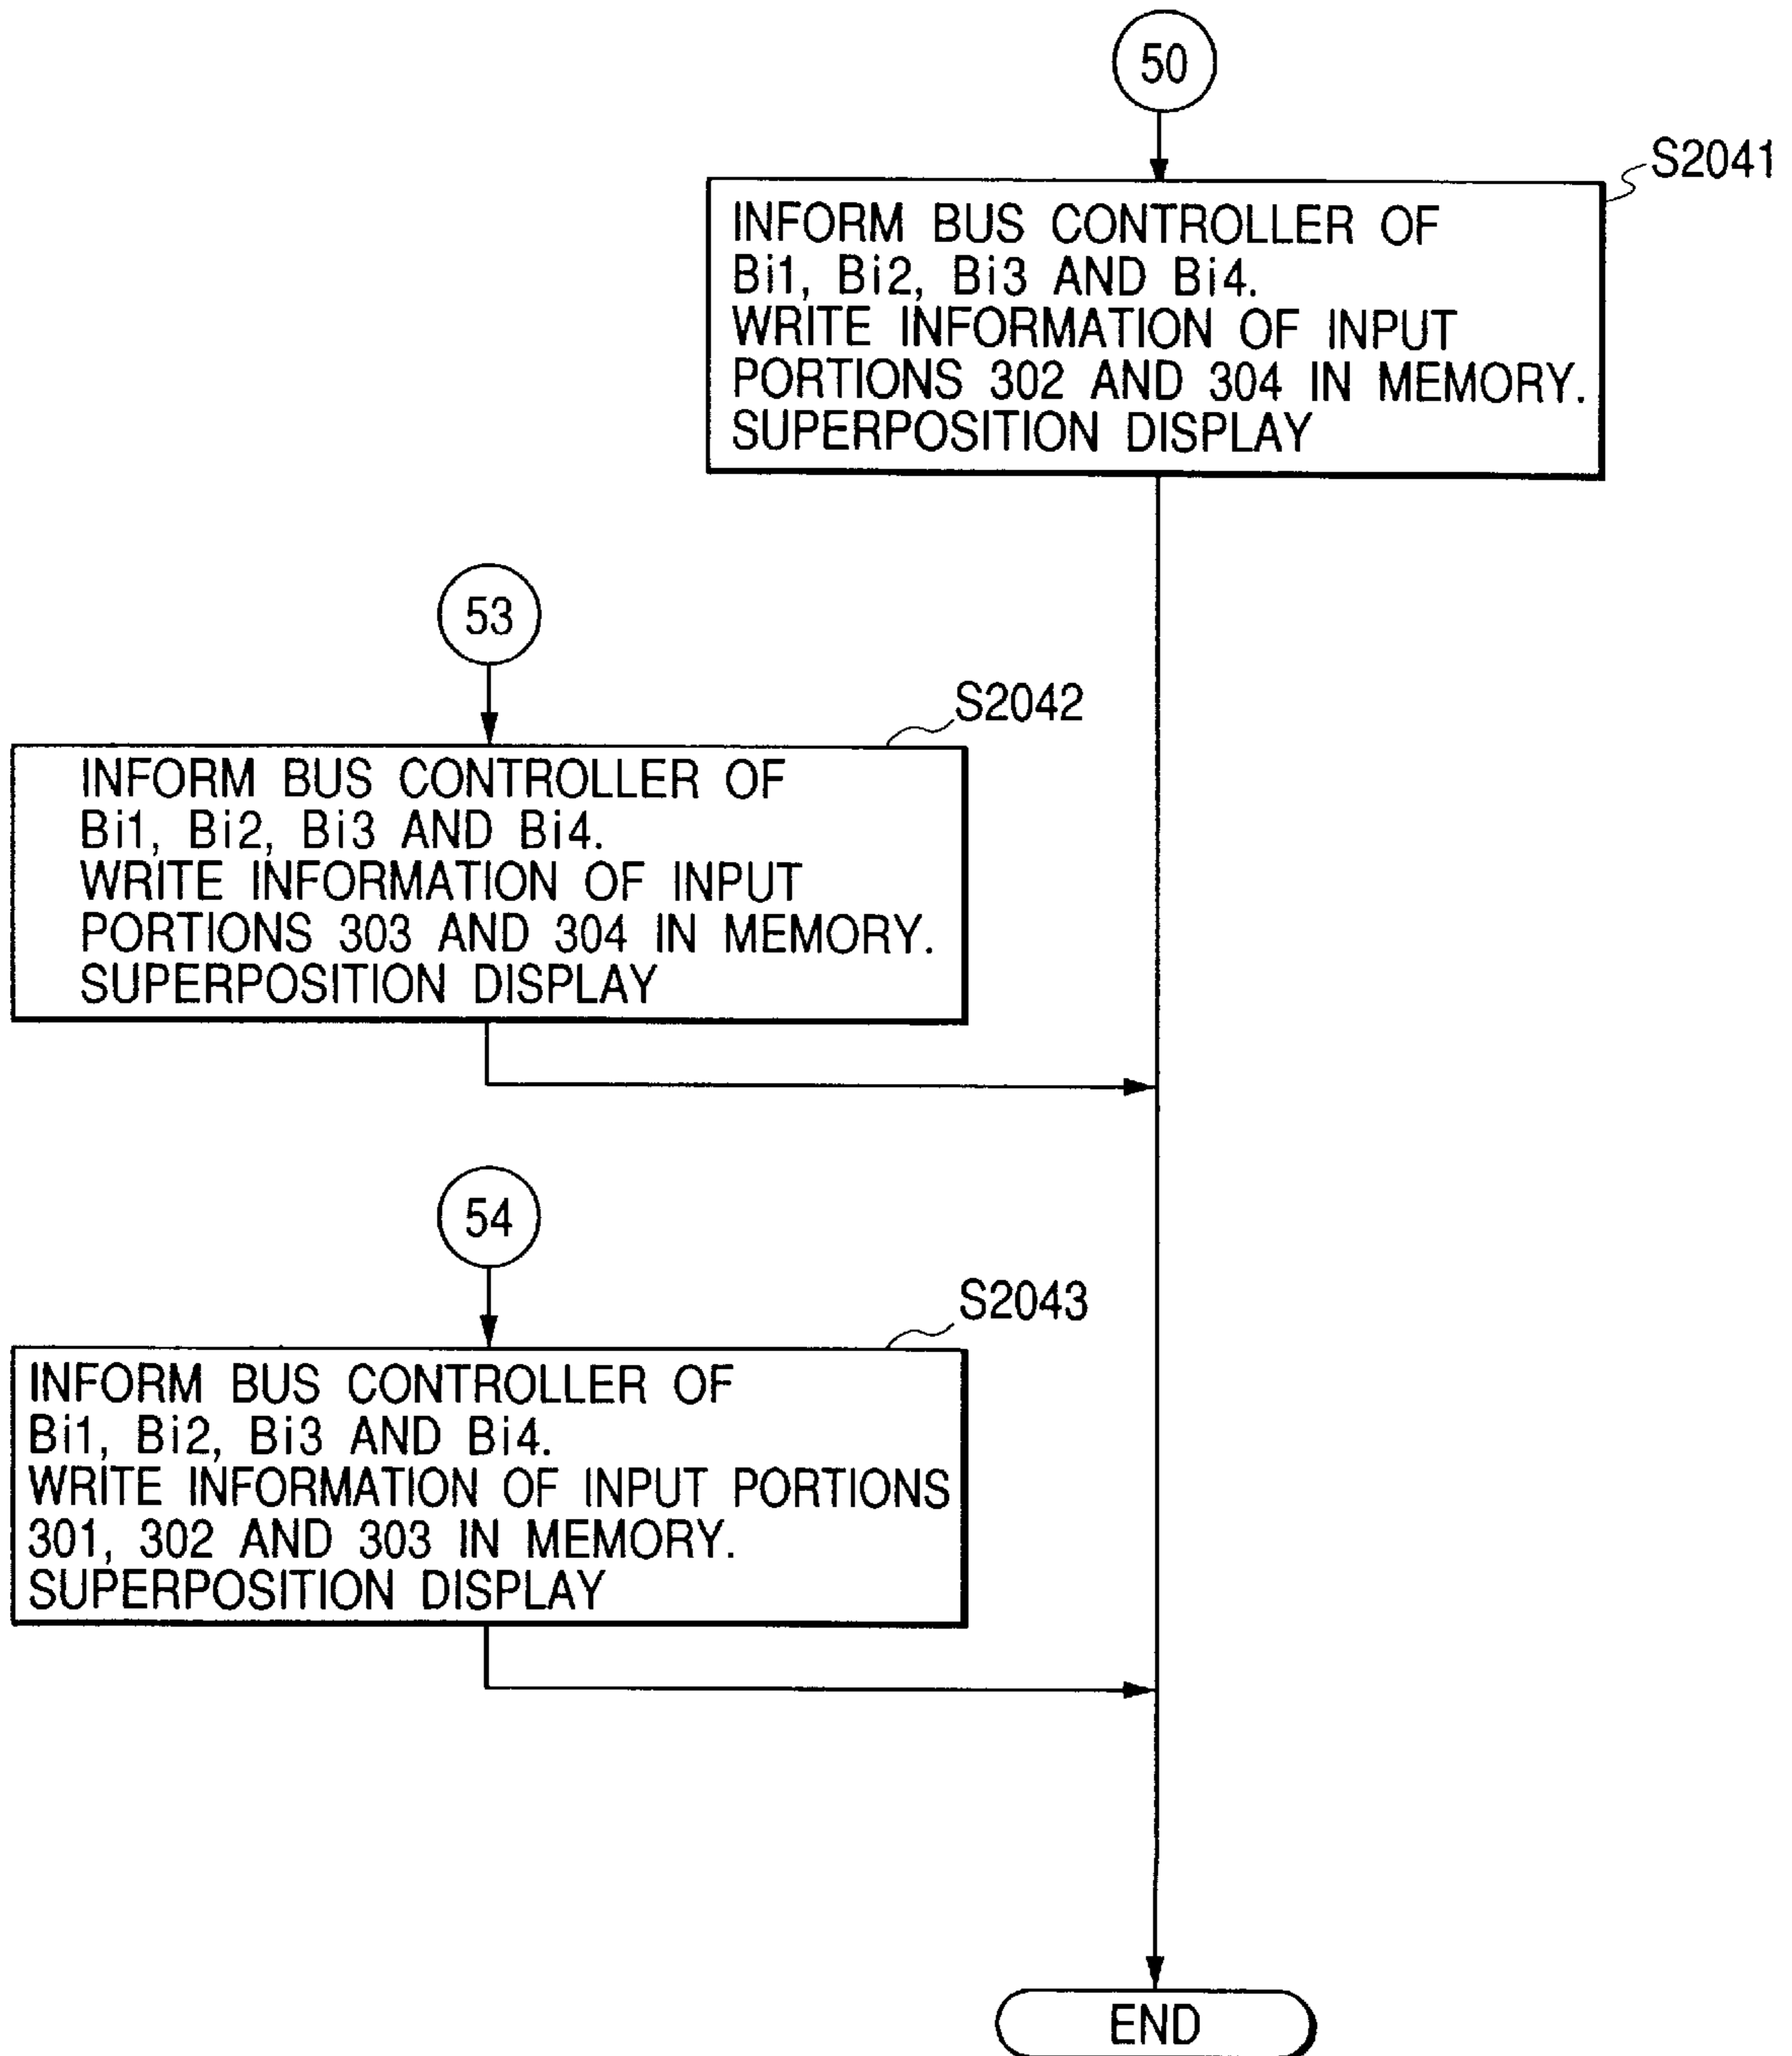 50
S2041
INFORM BUS CONTROLLER OF
Bi1, Bi2, Bi3 AND Bi4.
WRITE INFORMATION OF INPUT
PORTIONS 302 AND 304 IN MEMORY.
SUPERPOSITION DISPLAY
53
S2042
INFORM BUS CONTROLLER OF
Bi1, Bi2, Bi3 AND Bi4.
WRITE INFORMATION OF INPUT
PORTIONS 303 AND 304 IN MEMORY.
SUPERPOSITION DISPLAY
54
S2043
INFORM BUS CONTROLLER OF
Bi1, Bi2, Bi3 AND Bi4.
WRITE INFORMATION OF INPUT PORTIONS
301, 302 AND 303 IN MEMORY.
SUPERPOSITION DISPLAY
END